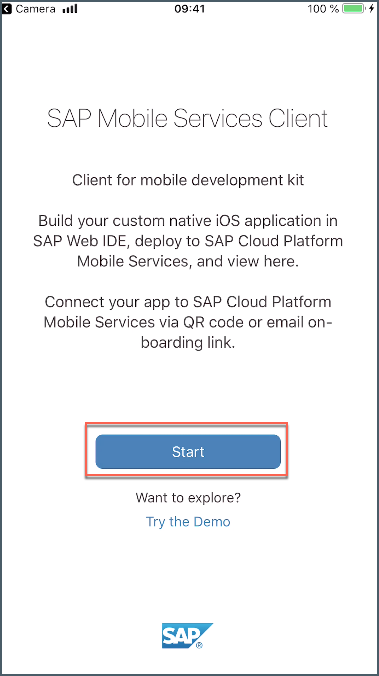 Camera 09:41 100 %
SAP Mobile Services Client
Client for mobile development kit
Build your custom native iOS application in
SAP Web IDE, deploy to SAP Cloud Platform
Mobile Services, and view here.
Connect your app to SAP Cloud Platform
Mobile Services via QR code or email on-
boarding link.
Start
Want to explore?
Try the Demo
SAP®